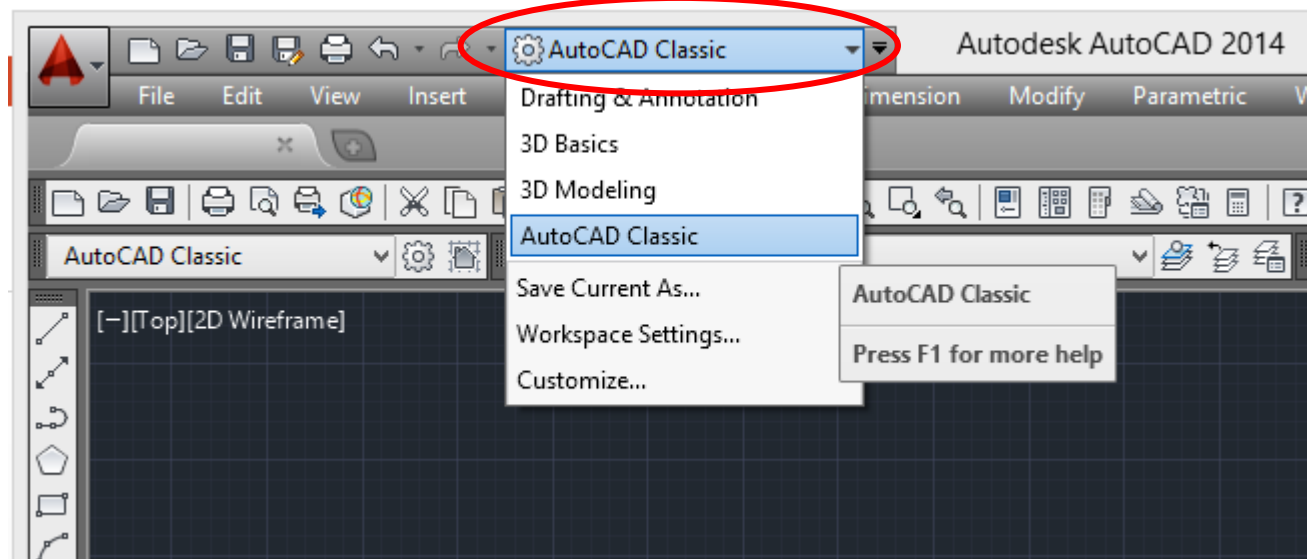 AutoCAD Classic
Autodesk AutoCAD 2014
File Edit View Insert
Modify Parametric
Drafting & Annotation
3D Basics
3D Modeling
AutoCAD Classic
Save Current As...
Workspace Settings...
Customize...
AutoCAD Classic
AutoCAD Classic
Press F1 for more help
[−][Top][2D Wireframe]